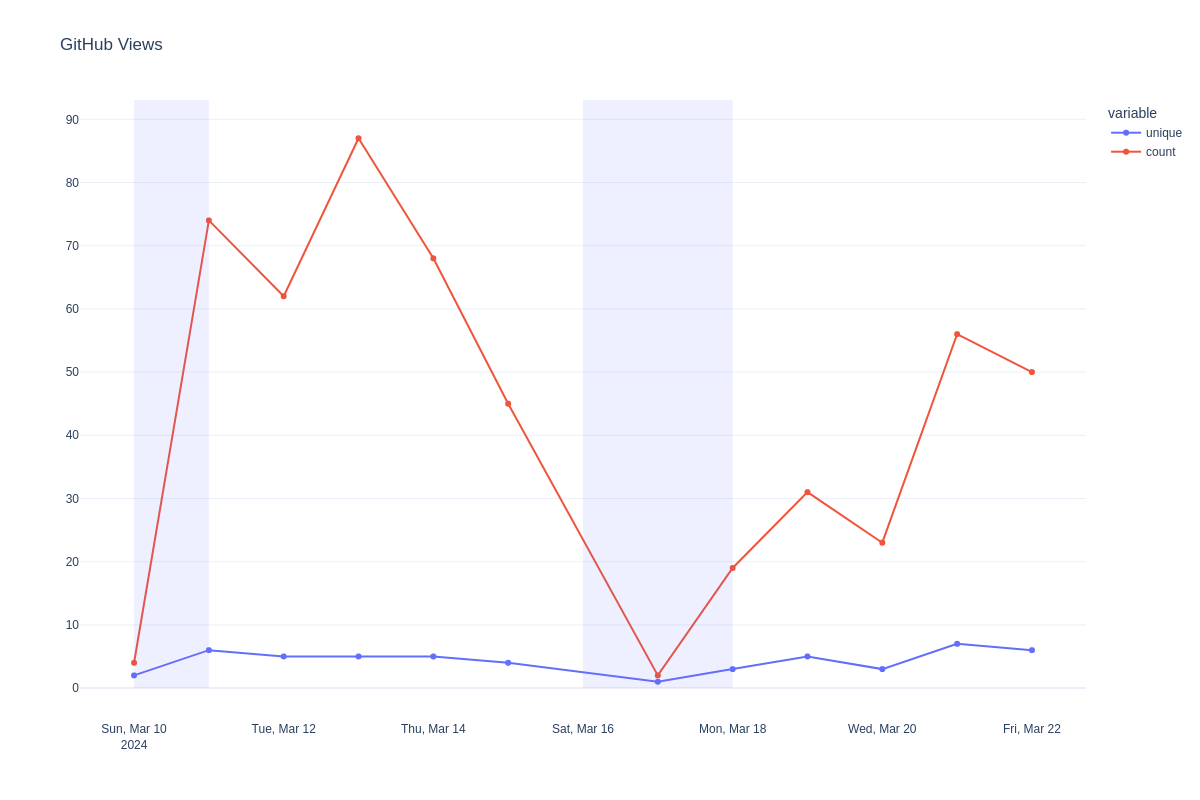 GitHub Views
variable
unique
count
90
80
70
60
50
40
30
20
10
0
Sun, Mar 10
2024
Tue, Mar 12
Thu, Mar 14
Sat, Mar 16
Mon, Mar 18
Wed, Mar 20
Fri, Mar 22